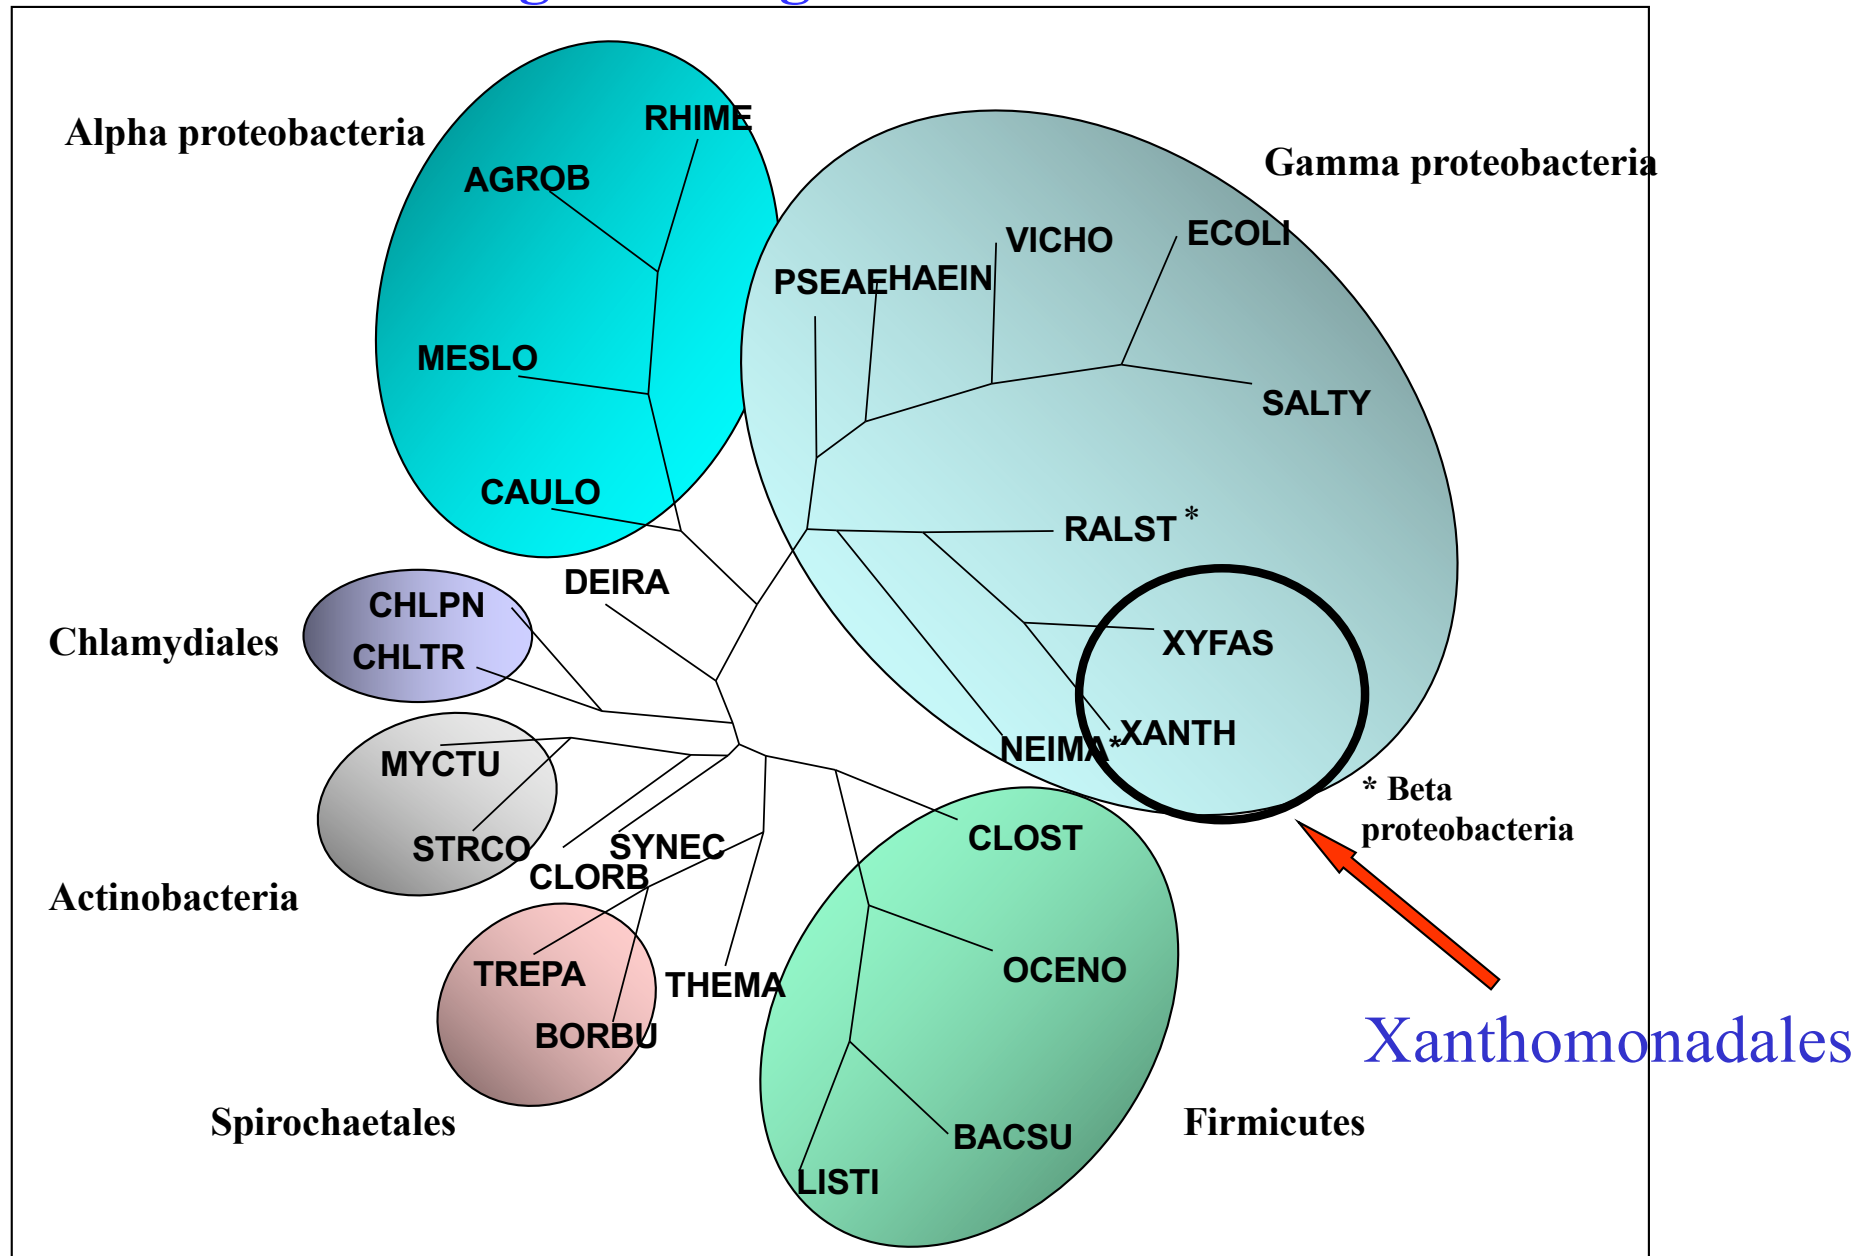 RHIME
Alpha proteobacteria
Gamma proteobacteria
AGROB
VICHO
ECOLI
PSEAE
HAEIN
MESLO
SALTY
CAULO
RALST *
DEIRA
CHLPN
Chlamydiales
CHLTR
XYFAS
XANTH
NEIMA*
MYCTU
* Beta
proteobacteria
STRCO
SYNEC
CLOST
CLORB
Actinobacteria
TREPA
THEMA
OCENO
BORBU
Xanthomonadales
Spirochaetales
Firmicutes
BACSU
LISTI